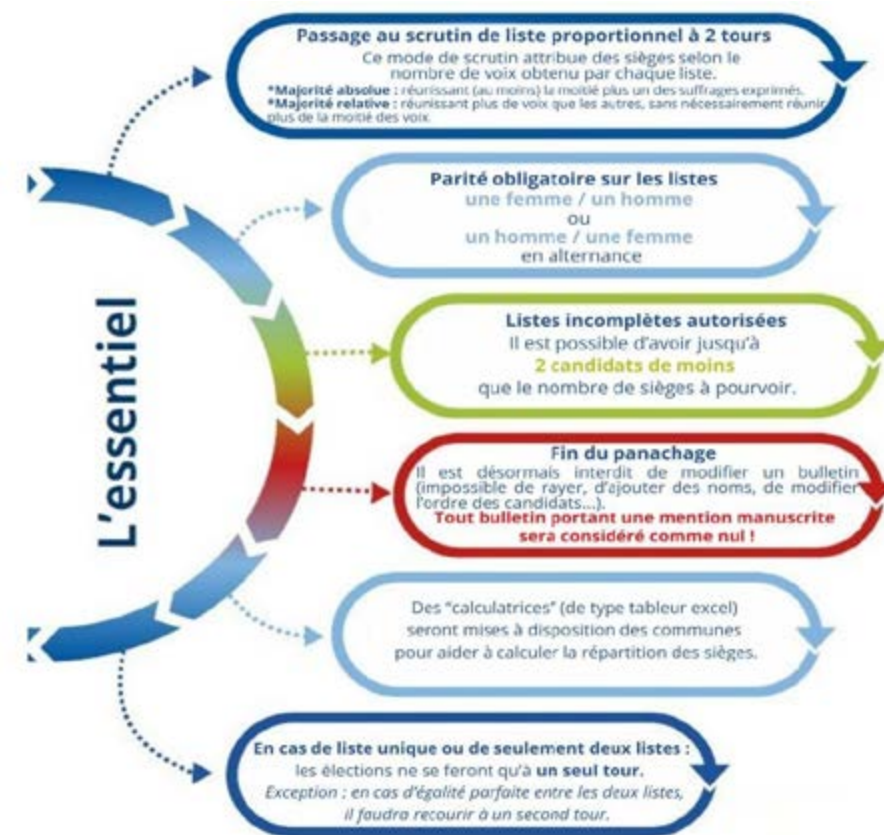 L'essentiel
Passage au scrutin de liste proportionnel à 2 tours
Ce mode de scrutin attribue des sièges selon le
nombre de voix obtenu par chaque liste.
*Majorité absolue : réunissant (au moins) la moitié plus un des suffrages exprimés.
*Majorité relative : réunissant plus de voix que les autres, sans nécessairement réunir
plus de la moitié des voix.
Parité obligatoire sur les listes
une femme / un homme
ou
un homme / une femme
en alternance
Listes incomplètes autorisées
Il est possible d'avoir jusqu'à
2 candidats de moins
que le nombre de sièges à pourvoir.
Fin du panachage
Il est désormais interdit de modifier un bulletin
(impossible de rayer, d'ajouter des noms, de modifier
l'ordre des candidats...).
Tout bulletin portant une mention manuscrite
sera considéré comme nul !
Des "calculatrices" (de type tableur excel)
seront mises à disposition des communes
pour aider à calculer la répartition des sièges.
En cas de liste unique ou de seulement deux listes :
les élections ne se feront qu'à un seul tour.
Exception : en cas d'égalité parfaite entre les deux listes,
il faudra recourir à un second tour.